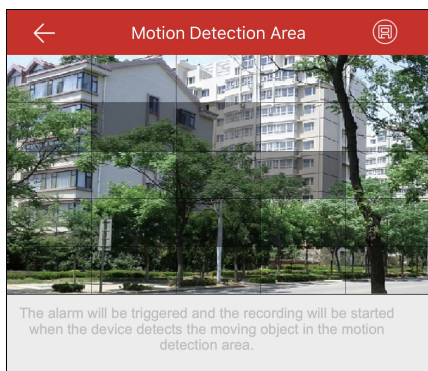 Motion Detection Area
The alarm will be triggered and the recording will be started
when the device detects the moving object in the motion
detection area.